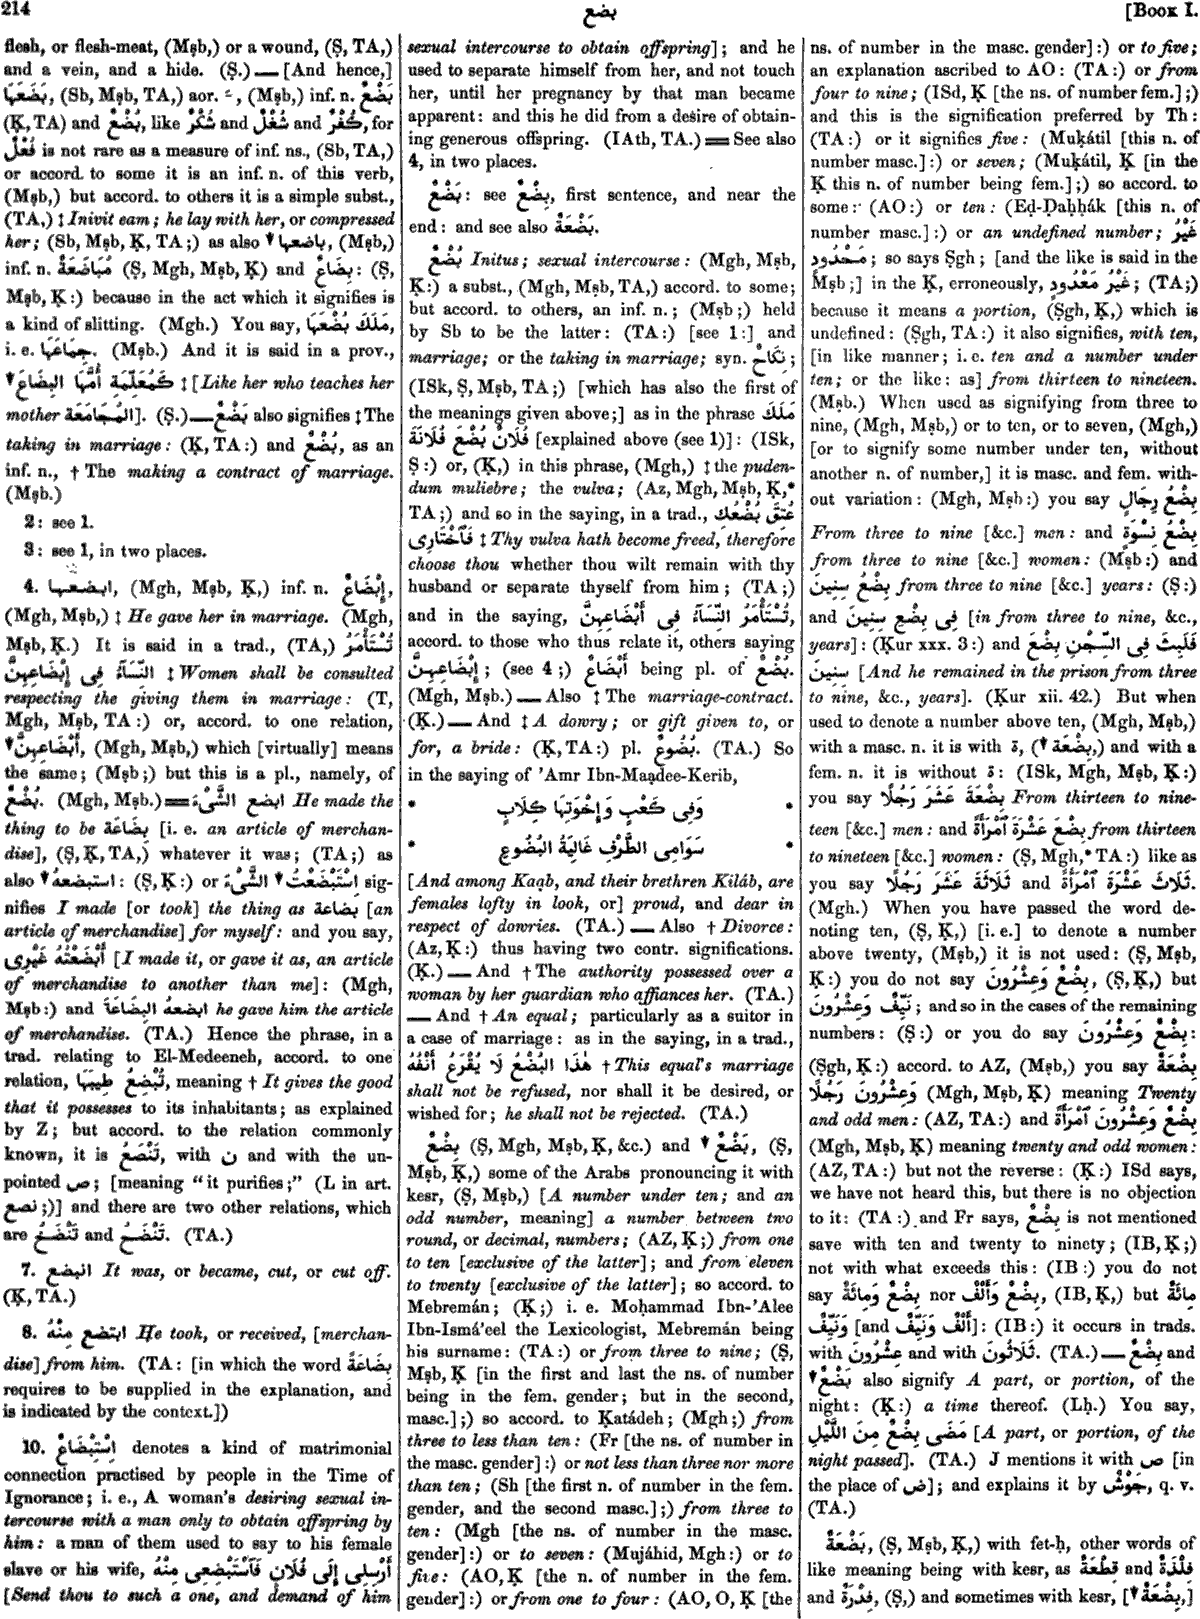 214
بضع
[Book I.
flesh, or flesh-meat, (Mṣb,) or a wound, (Ṣ, TA,)
and a vein, and a hide. (Ṣ.) — [And hence,]
بَضَعَهَا, (Sb, Mṣb, TA,) aor. ـَ, (Mṣb,) inf. n. بَضْعٌ
(Ḳ, TA) and بُضْعٌ, like شُكْرٌ and شُغْلٌ and كُفْرٌ, for
فُعْلٌ is not rare as a measure of inf. ns., (Sb, TA,)
or accord. to some it is an inf. n. of this verb,
(Mṣb,) but accord. to others it is a simple subst.,
(TA,) ‡ Inivit eam; he lay with her, or compressed
her; (Sb, Mṣb, Ḳ, TA;) as also ▼ باضعها, (Mṣb,)
inf. n. مُبَاضَعَةٌ (Ṣ, Mgh, Mṣb, Ḳ) and بِضَاعٌ: (Ṣ,
Mṣb, Ḳ:) because in the act which it signifies is
a kind of slitting. (Mgh.) You say, مَلَكَ بُضْعَهَا,
i. e. جِمَاعَهَا. (Mṣb.) And it is said in a prov.,
كَمُعَلِّمَةٍ أُمَّهَا البِضَاعَ ▼ ‡ [Like her who teaches her
mother المُجَامَعَةَ]. (Ṣ.) — بَضْعٌ also signifies ‡ The
taking in marriage: (Ḳ, TA:) and بُضْعٌ, as an
inf. n., † The making a contract of marriage.
(Mṣb.)
2: see 1.
3: see 1, in two places.
4. ابضعها, (Mgh, Mṣb, Ḳ,) inf. n. إِبْضَاعٌ,
(Mgh, Mṣb,) ‡ He gave her in marriage. (Mgh,
Mṣb, Ḳ.) It is said in a trad., (TA,) تُسْتَأْمَرُ
النِّسَآءُ فِى إِبْضَاعِهِنَّ ‡ Women shall be consulted
respecting the giving them in marriage: (T,
Mgh, Mṣb, TA:) or, accord. to one relation,
أَبْضَاعِهِنَّ ▼, (Mgh, Mṣb,) which [virtually] means
the same; (Mṣb;) but this is a pl., namely, of
بُضْعٌ. (Mgh, Mṣb.) ═ ابضع الشَّىْءَ He made the
thing to be بِضَاعَة [i. e. an article of merchan-
dise], (Ṣ, Ḳ, TA,) whatever it was; (TA;) as
also ▼ استبضعهُ: (Ṣ, Ḳ:) or اِسْتَبْضَعْتُ ▼ الشَّىْءَ sig-
nifies I made [or took] the thing as بضاعة [an
article of merchandise] for myself: and you say,
أَبْضَعْتُهُ غَيْرِى [I made it, or gave it as, an article
of merchandise to another than me]: (Mgh,
Mṣb:) and ابضعهُ البِضَاعَةَ he gave him the article
of merchandise. (TA.) Hence the phrase, in a
trad. relating to El-Medeeneh, accord. to one
relation, تُبْضِعُ طِيبَهَا, meaning † It gives the good
that it possesses to its inhabitants; as explained
by Z; but accord. to the relation commonly
known, it is تَنْصَعُ, with ن and with the un-
pointed ص; [meaning “it purifies;” (L in art.
نصع;)] and there are two other relations, which
are تَنْضَخُ and تَنْضَحُ. (TA.)
7. انبضع It was, or became, cut, or cut off.
(Ḳ, TA.)
8. ابتضع مِنْهُ He took, or received, [merchan-
dise] from him. (TA: [in which the word بِضَاعَةً
requires to be supplied in the explanation, and
is indicated by the context.])
10. اِسْتِبْضَاعٌ denotes a kind of matrimonial
connection practised by people in the Time of
Ignorance; i. e., A woman's desiring sexual in-
tercourse with a man only to obtain offspring by
him: a man of them used to say to his female
slave or his wife, أَرْسِلِى إِلَى فُلَانٍ فَٱسْتَبْضِعِى مِنْهُ
[Send thou to such a one, and demand of him
sexual intercourse to obtain offspring]; and he
used to separate himself from her, and not touch
her, until her pregnancy by that man became
apparent: and this he did from a desire of obtain-
ing generous offspring. (IAth, TA.) ═ See also
4, in two places.
بَضْعٌ: see بِضْعٌ, first sentence, and near the
end: and see also بَضْعَةٌ.
بُضْعٌ Initus; sexual intercourse: (Mgh, Mṣb,
Ḳ:) a subst., (Mgh, Mṣb, TA,) accord. to some;
but accord. to others, an inf. n.; (Mṣb;) held
by Sb to be the latter: (TA:) [see 1:] and
marriage; or the taking in marriage; syn. نِكَاحٌ;
(ISk, Ṣ, Mṣb, TA;) [which has also the first of
the meanings given above;] as in the phrase مَلَكَ
فُلَانٌ بُضْعَ فُلَانَةَ [explained above (see 1)]: (ISk,
Ṣ:) or, (Ḳ,) in this phrase, (Mgh,) ‡ the puden-
dum muliebre; the vulva; (Az, Mgh, Mṣb, Ḳ,*
TA;) and so in the saying, in a trad., عَتَقَ بُضْعُكِ
فَٱخْتَارِى ‡ Thy vulva hath become freed, therefore
choose thou whether thou wilt remain with thy
husband or separate thyself from him; (TA;)
and in the saying, تُسْتَأْمَرُ النِّسَآءُ فِى أَبْضَاعِهِنَّ,
accord. to those who thus relate it, others saying
إِبْضَاعِهِنَّ; (see 4;) أَبْضَاعٌ being pl. of بُضْعٌ.
(Mgh, Mṣb.) — Also ‡ The marriage-contract.
(Ḳ.) — And ‡ A dowry; or gift given to, or
for, a bride: (Ḳ, TA:) pl. بُضُوعٌ. (TA.) So
in the saying of 'Amr Ibn-Maạdee-Kerib,
* وَفِى كَعْبٍ وَإِخْوَتِهَا كِلَابٍ *
* سَوَامِى الطَّرْفِ غَالِيَةُ البُضُوعِ *
[And among Kaạb, and their brethren Kiláb, are
females lofty in look, or] proud, and dear in
respect of dowries. (TA.) — Also † Divorce:
(Az, Ḳ:) thus having two contr. significations.
(Ḳ.) — And † The authority possessed over a
woman by her guardian who affiances her. (TA.)
— And † An equal; particularly as a suitor in
a case of marriage: as in the saying, in a trad.,
هٰذَا البُضْعُ لَا يُقْرَعُ أَنْفُهُ † This equal's marriage
shall not be refused, nor shall it be desired, or
wished for; he shall not be rejected. (TA.)
بِضْعٌ (Ṣ, Mgh, Mṣb, Ḳ, &c.) and ▼ بَضْعٌ, (Ṣ,
Mṣb, Ḳ,) some of the Arabs pronouncing it with
kesr, (Ṣ, Mṣb,) [A number under ten; and an
odd number, meaning] a number between two
round, or decimal, numbers; (AZ, Ḳ;) from one
to ten [exclusive of the latter]; and from eleven
to twenty [exclusive of the latter]; so accord. to
Mebremán; (Ḳ;) i. e. Moḥammad Ibn-'Alee
Ibn-Ismá'eel the Lexicologist, Mebremán being
his surname: (TA:) or from three to nine; (Ṣ,
Mṣb, Ḳ [in the first and last the ns. of number
being in the fem. gender; but in the second,
masc.];) so accord. to Ḳatádeh; (Mgh;) from
three to less than ten: (Fr [the ns. of number in
the masc. gender]:) or not less than three nor more
than ten; (Sh [the first n. of number in the fem.
gender, and the second masc.];) from three to
ten: (Mgh [the ns. of number in the masc.
gender]:) or to seven: (Mujáhid, Mgh:) or to
five: (AO, Ḳ [the n. of number in the fem.
gender]:) or from one to four: (AO, O, Ḳ [the
ns. of number in the masc. gender]:) or to five;
an explanation ascribed to AO: (TA:) or from
four to nine; (ISd, Ḳ [the ns. of number fem.];)
and this is the signification preferred by Th:
(TA:) or it signifies five: (Muḳátil [this n. of
number masc.]:) or seven; (Muḳátil, Ḳ [in the
Ḳ this n. of number being fem.];) so accord. to
some: (AO:) or ten: (Eḍ-Ḍaḥḥák [this n. of
number masc.]:) or an undefined number; غَيْرُ
مَحْدُودٍ; so says Ṣgh; [and the like is said in the
Mṣb;] in the Ḳ, erroneously, غَيْرُ مَعْدُودٍ; (TA;)
because it means a portion, (Ṣgh, Ḳ,) which is
undefined: (Ṣgh, TA:) it also signifies, with ten,
[in like manner; i. e. ten and a number under
ten; or the like: as] from thirteen to nineteen.
(Mṣb.) When used as signifying from three to
nine, (Mgh, Mṣb,) or to ten, or to seven, (Mgh,)
[or to signify some number under ten, without
another n. of number,] it is masc. and fem. with-
out variation: (Mgh, Mṣb:) you say بِضْعُ رِجَالٍ
From three to nine [&c.] men: and بِضْعُ نِسْوَةٍ
from three to nine [&c.] women: (Mṣb:) and
بِضْعُ سِنِينَ from three to nine [&c.] years: (Ṣ:)
and فِى بِضْعِ سِنِينَ [in from three to nine, &c.,
years]: (Ḳur xxx. 3:) and فَلَبِثَ فِى السِّجْنِ بِضْعَ
سِنِينَ [And he remained in the prison from three
to nine, &c., years]. (Ḳur xii. 42.) But when
used to denote a number above ten, (Mgh, Mṣb,)
with a masc. n. it is with ة, (▼ بِضْعَة,) and with a
fem. n. it is without ة: (ISk, Mgh, Mṣb, Ḳ:)
you say بِضْعَةَ عَشَرَ رَجُلًا From thirteen to nine-
teen [&c.] men: and بِضْعَ عَشْرَةَ ٱمْرَأَةً from thirteen
to nineteen [&c.] women: (Ṣ, Mgh,* TA:) like as
you say ثَلَاثَةَ عَشَرَ رَجُلًا and ثَلَاثَ عَشْرَةَ ٱمْرَأَةً.
(Mgh.) When you have passed the word de-
noting ten, (Ṣ, Ḳ,) [i. e.] to denote a number
above twenty, (Mṣb,) it is not used: (Ṣ, Mṣb,
Ḳ:) you do not say بِضْعٌ وَعِشْرُونَ, (Ṣ, Ḳ,) but
نَيِّفٌ وَعِشْرُونَ; and so in the cases of the remaining
numbers: (Ṣ:) or you do say بِضْعٌ وَعِشْرُونَ:
(Ṣgh, Ḳ:) accord. to AZ, (Mṣb,) you say بِضْعَةٌ
وَعِشْرُونَ رَجُلًا (Mgh, Mṣb, Ḳ) meaning Twenty
and odd men: (AZ, TA:) and بِضْعٌ وَعِشْرُونَ ٱمْرَأَةً
(Mgh, Mṣb, Ḳ) meaning twenty and odd women:
(AZ, TA:) but not the reverse: (Ḳ:) ISd says,
we have not heard this, but there is no objection
to it: (TA:) and Fr says, بِضْعٌ is not mentioned
save with ten and twenty to ninety; (IB, Ḳ;)
not with what exceeds this: (IB:) you do not
say بِضْعٌ وَمِائَةٌ nor بِضْعٌ وَأَلْفٌ, (IB, Ḳ,) but مِائَةٌ
وَنَيِّفٌ [and أَلْفٌ وَنَيِّفٌ]: (IB:) it occurs in trads.
with عِشْرُونَ and with ثَلَاثُونَ. (TA.) — بِضْعٌ and
▼ بَضْعٌ also signify A part, or portion, of the
night: (Ḳ:) a time thereof. (Lḥ.) You say,
مَضَى بِضْعٌ مِنَ اللَّيْلِ [A part, or portion, of the
night passed]. (TA.) J mentions it with ص [in
the place of ض]; and explains it by جَوْشٌ, q. v.
(TA.)
بَضْعَةٌ, (Ṣ, Mṣb, Ḳ,) with fet-ḥ, other words of
like meaning being with kesr, as قِطْعَةٌ and فِلْذَةٌ
and فِدْرَةٌ, (Ṣ,) and sometimes with kesr, [▼ بِضْعَةٌ,]